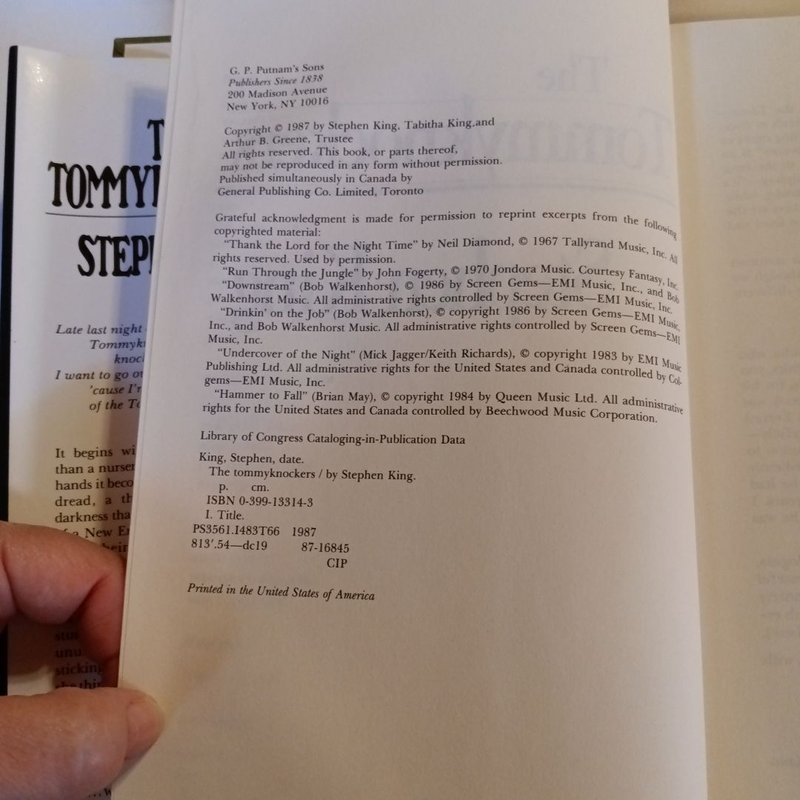 G. P. Putnam's Sons
Publishers Since 1838
200 Madison Avenue
New York, NY 10016
Copyright © 1987 by Stephen King, Tabitha King,and
Arthur B. Greene, Trustee
All rights reserved. This book, or parts thereof,
may not be reproduced in any form without permission.
Published simultaneously in Canada by
General Publishing Co. Limited, Toronto
Grateful acknowledgment is made for permission to reprint excerpts from the following
copyrighted material:
"Thank the Lord for the Night Time" by Neil Diamond, © 1967 Tallyrand Music, Inc. All
rights reserved. Used by permission.
"Run Through the Jungle" by John Fogerty, © 1970 Jondora Music. Courtesy Fantasy, Inc.
"Downstream" (Bob Walkenhorst), © 1986 by Screen Gems—EMI Music, Inc., and Bob
Walkenhorst Music. All administrative rights controlled by Screen Gems—EMI Music, Inc.
"Drinkin' on the Job" (Bob Walkenhorst), © copyright 1986 by Screen Gems—EMI Music,
Inc., and Bob Walkenhorst Music. All administrative rights controlled by Screen Gems—EMI
Music, Inc.
"Undercover of the Night" (Mick Jagger/Keith Richards), © copyright 1983 by EMI Music
Publishing Ltd. All administrative rights for the United States and Canada controlled by Col-
gems—EMI Music, Inc.
"Hammer to Fall" (Brian May), © copyright 1984 by Queen Music Ltd. All administrative
rights for the United States and Canada controlled by Beechwood Music Corporation.
Library of Congress Cataloging-in-Publication Data
King, Stephen, date.
The tommyknockers / by Stephen King.
p. cm.
ISBN 0-399-13314-3
I. Title.
PS3561.I483T66 1987
813'.54—dc19 87-16845
CIP
Printed in the United States of America
T
TOMMY
STEP
Late last night
Tommyk
knoc
I want to go o
'cause I'
of the T
It begins wi
than a nurser
hands it beco
dread, a th
darkness tha
of a New En
being
stu
unu
sticking